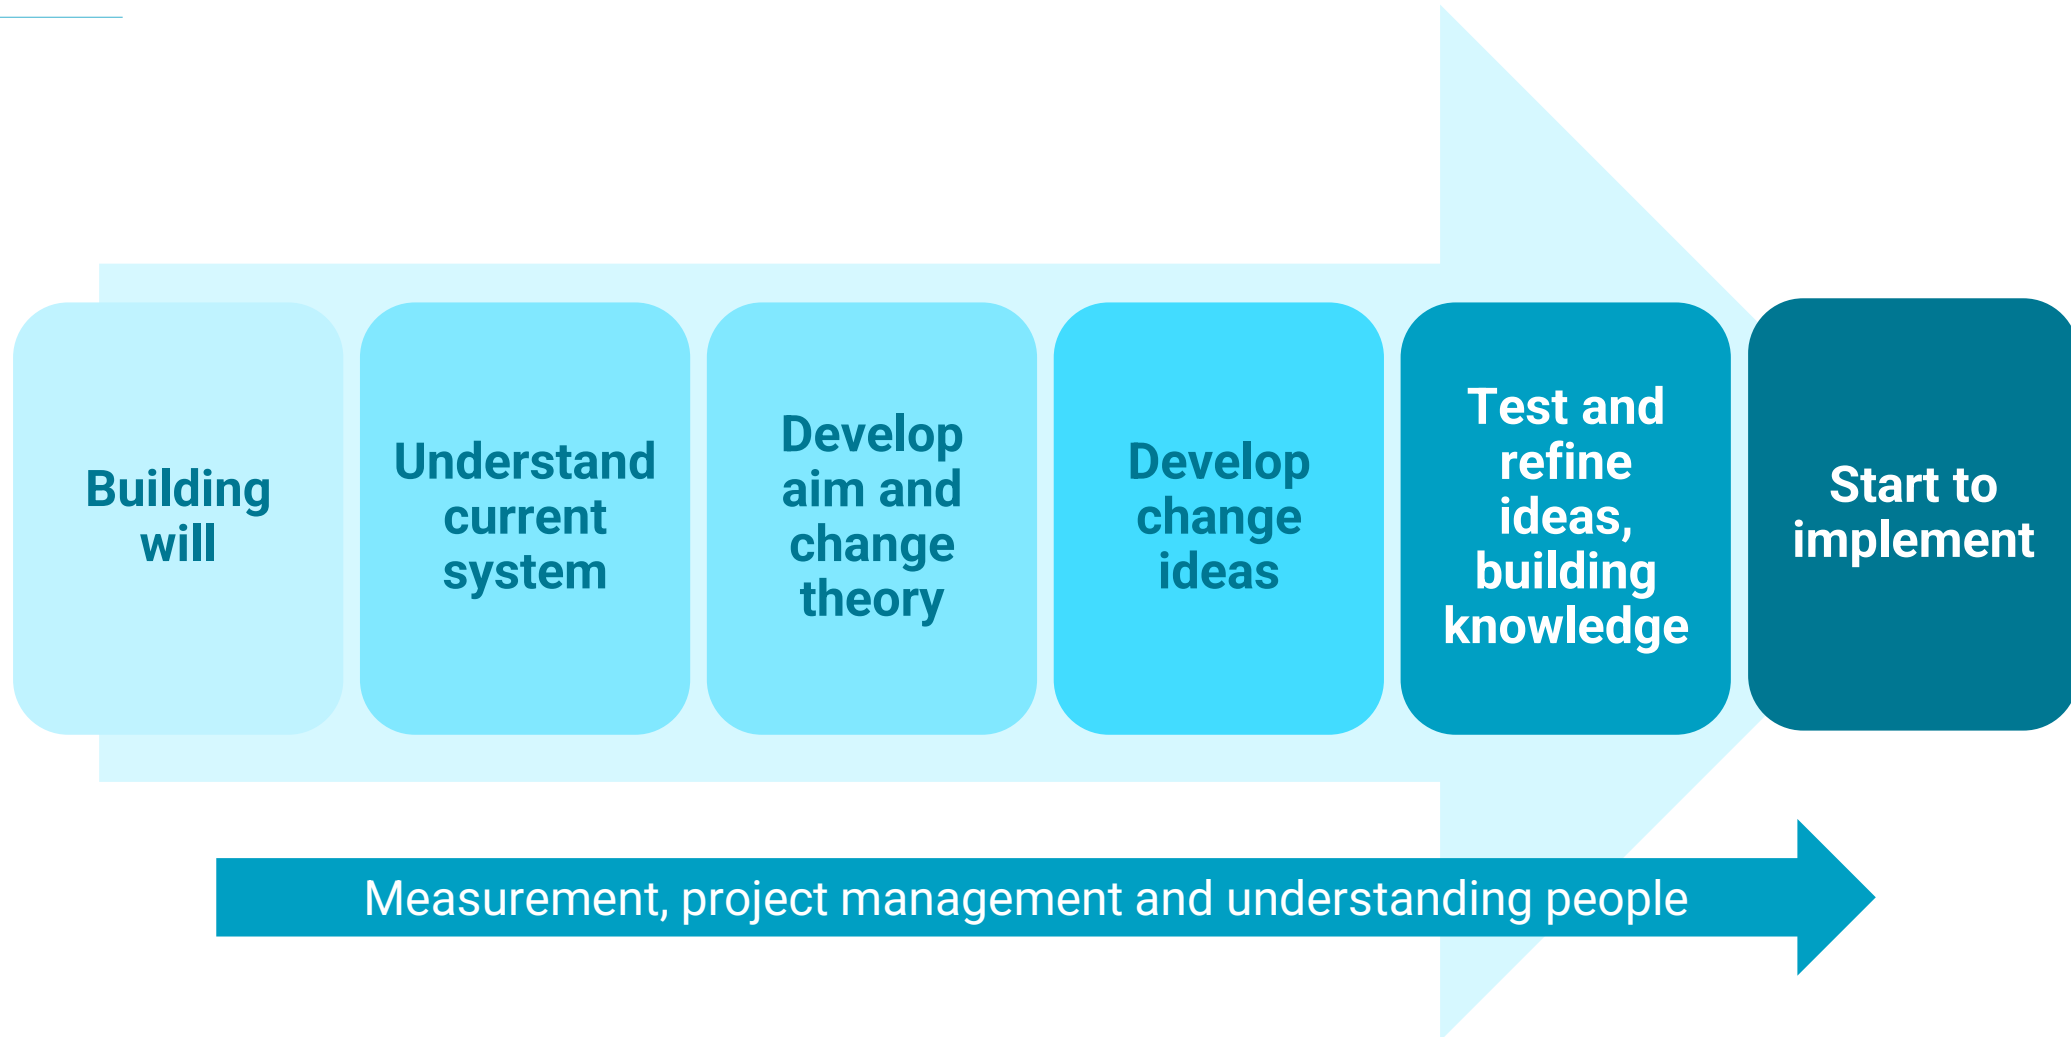 Building
will
Understand
current
system
Develop
aim and
change
theory
Develop
change
ideas
Test and
refine
ideas,
building
knowledge
Start to
implement
Measurement, project management and understanding people